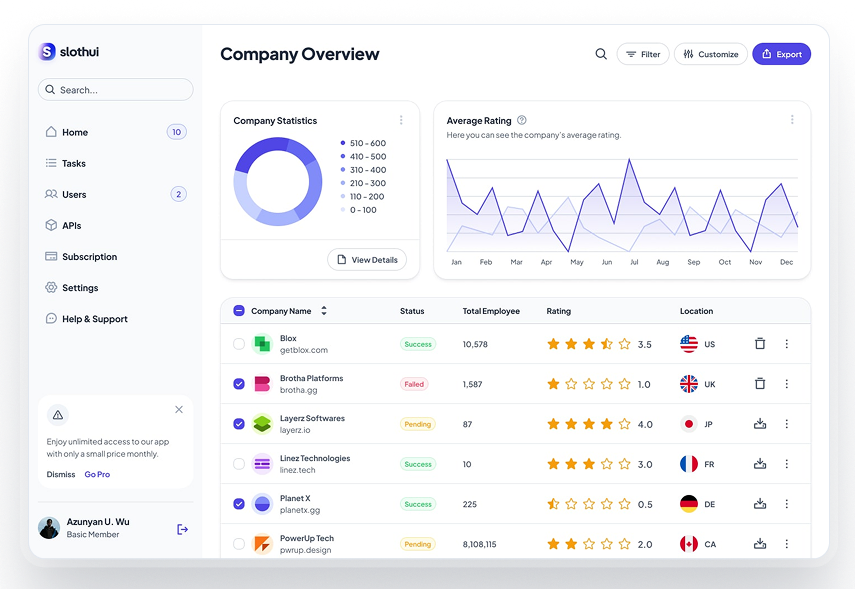 S slothui
Search...
Home 10
Tasks
Users 2
APIs
Subscription
Settings
Help & Support
Enjoy unlimited access to our app
with only a small price monthly.
Dismiss Go Pro
Azunyan U. Wu
Basic Member
Company Overview
Filter
Customize
Export
Company Statistics
510 - 600
410 - 500
310 - 400
210 - 300
110 - 200
0 - 100
View Details
Average Rating
Here you can see the company's average rating.
Jan Feb Mar Apr May Jun Jul Aug Sep Oct Nov Dec
Company Name Status Total Employee Rating Location
Blox
getblox.com
Success 10,578 3.5 US
Brotha Platforms
brotha.gg
Failed 1,587 1.0 UK
Layerz Softwares
layerz.io
Pending 87 4.0 JP
Linez Technologies
linez.tech
Success 10 3.0 FR
Planet X
planetx.gg
Success 225 0.5 DE
PowerUp Tech
pwrup.design
Pending 8,108,115 2.0 CA